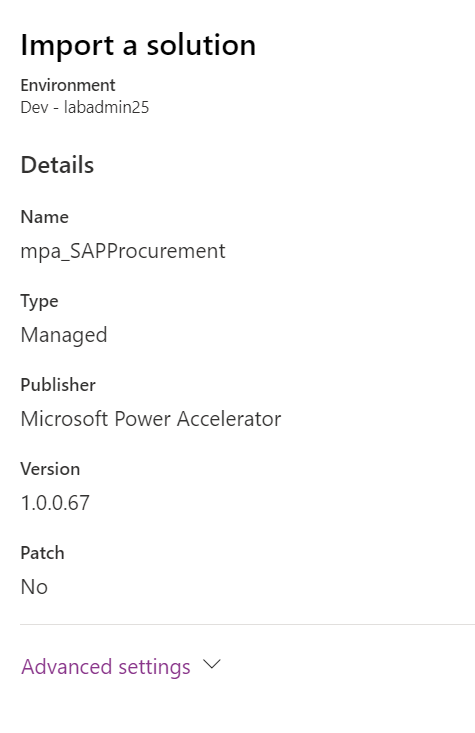 Import a solution
Environment
Dev - labadmin25
Details
Name
mpa_SAPProcurement
Type
Managed
Publisher
Microsoft Power Accelerator
Version
1.0.0.67
Patch
No
Advanced settings